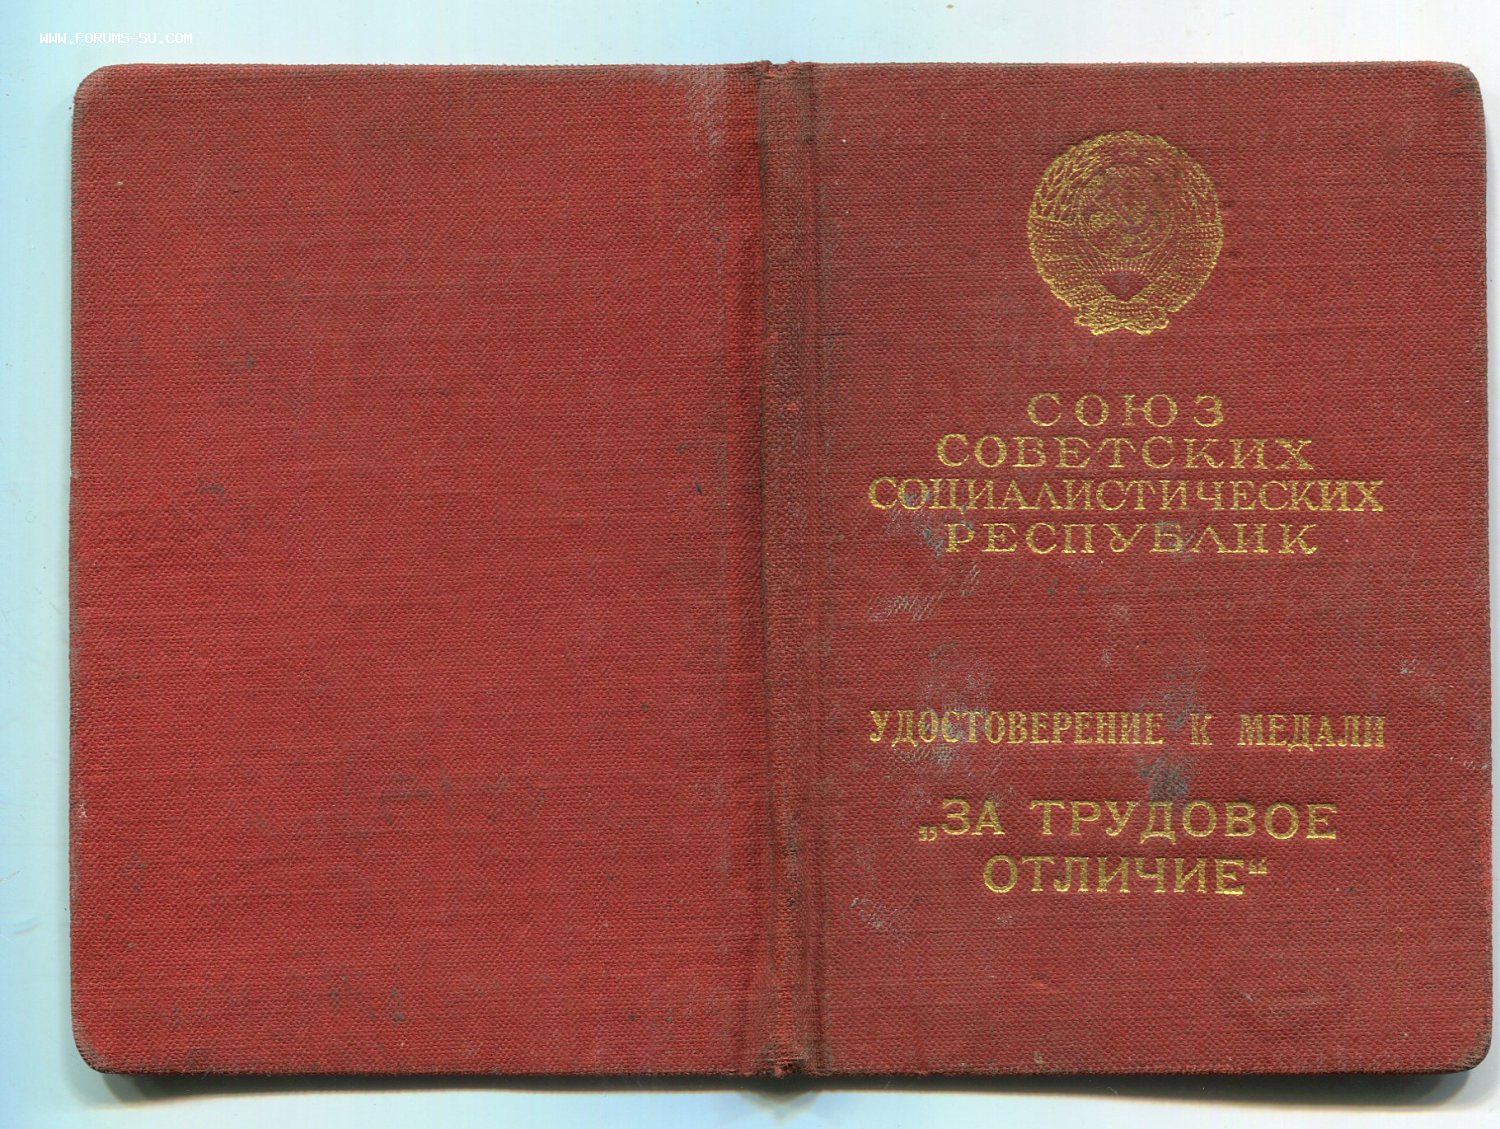 WWW.FORUMS-SU.COM
СОЮЗ
СОВЕТСКИХ
СОЦИАЛИСТИЧЕСКИХ
РЕСПУБЛИК
УДОСТОВЕРЕНИЕ К МЕДАЛИ
„ЗА ТРУДОВОЕ
ОТЛИЧИЕ“